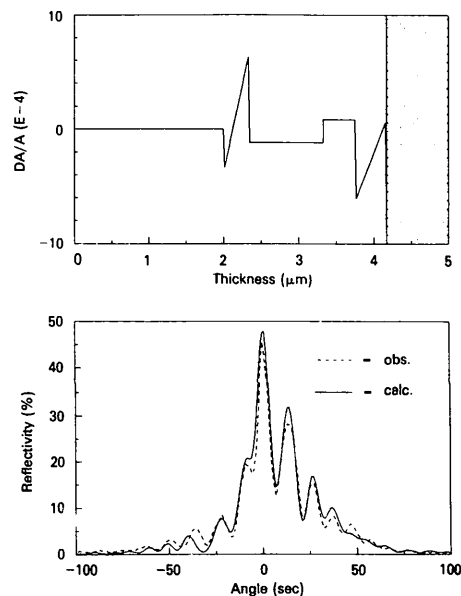 10
DA/A (E−4)
0
−10
0 1 2 3 4 5
Thickness (μm)
50
40
30
20
10
0
Reflectivity (%)
- - - - = obs.
—— = calc.
−100 −50 0 50 100
Angle (sec)